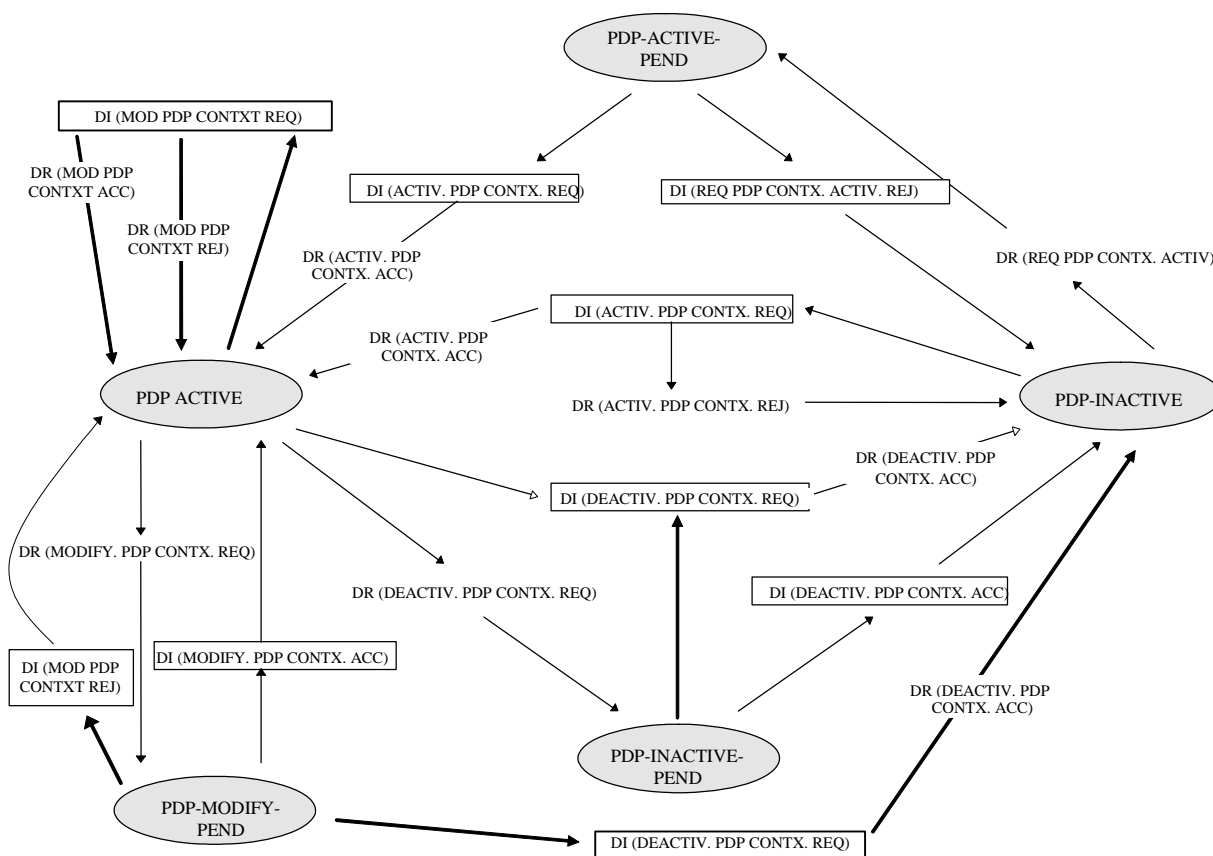 PDP-ACTIVE-
PEND
DI (MOD PDP CONTXT REQ)
DR (MOD PDP
CONTXT ACC)
DR (MOD PDP
CONTXT REJ)
DI (ACTIV. PDP CONTX. REQ)
DI (REQ PDP CONTX. ACTIV. REJ)
DR (ACTIV. PDP
CONTX. ACC)
DR (REQ PDP CONTX. ACTIV)
DI (ACTIV. PDP CONTX. REQ)
DR (ACTIV. PDP
CONTX. ACC)
PDP ACTIVE
DR (ACTIV. PDP CONTX. REJ)
PDP-INACTIVE
DR (DEACTIV. PDP
CONTX. ACC)
DI (DEACTIV. PDP CONTX. REQ)
DR (MODIFY. PDP CONTX. REQ)
DR (DEACTIV. PDP CONTX. REQ)
DI (DEACTIV. PDP CONTX. ACC)
DI (MOD PDP
CONTXT REJ)
DI (MODIFY. PDP CONTX. ACC)
DR (DEACTIV. PDP
CONTX. ACC)
PDP-INACTIVE-
PEND
PDP-MODIFY-
PEND
DI (DEACTIV. PDP CONTX. REQ)